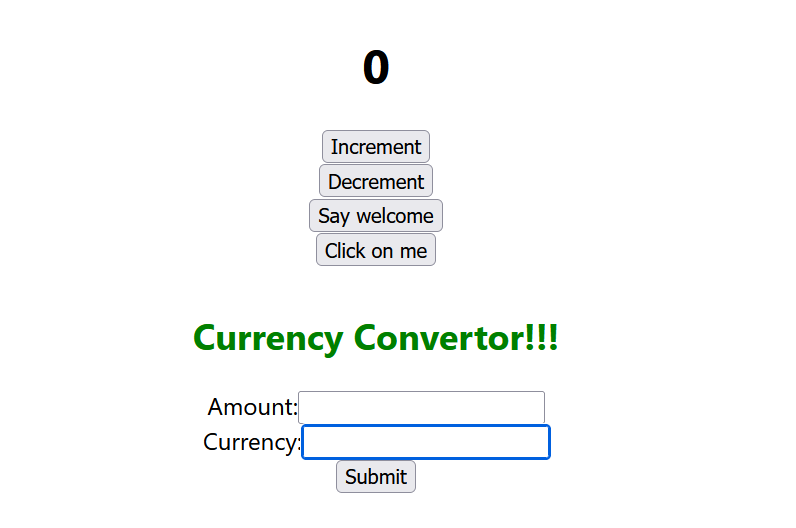 0
Increment
Decrement
Say welcome
Click on me
Currency Convertor!!!
Amount:
Currency:
Submit